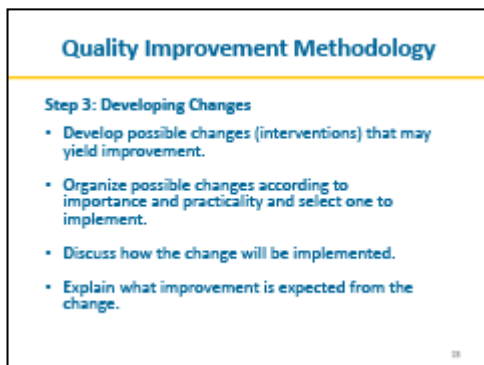 Quality Improvement Methodology
Step 3: Developing Changes
• Develop possible changes (interventions) that may
yield improvement.
• Organize possible changes according to
importance and practicality and select one to
implement.
• Discuss how the change will be implemented.
• Explain what improvement is expected from the
change.